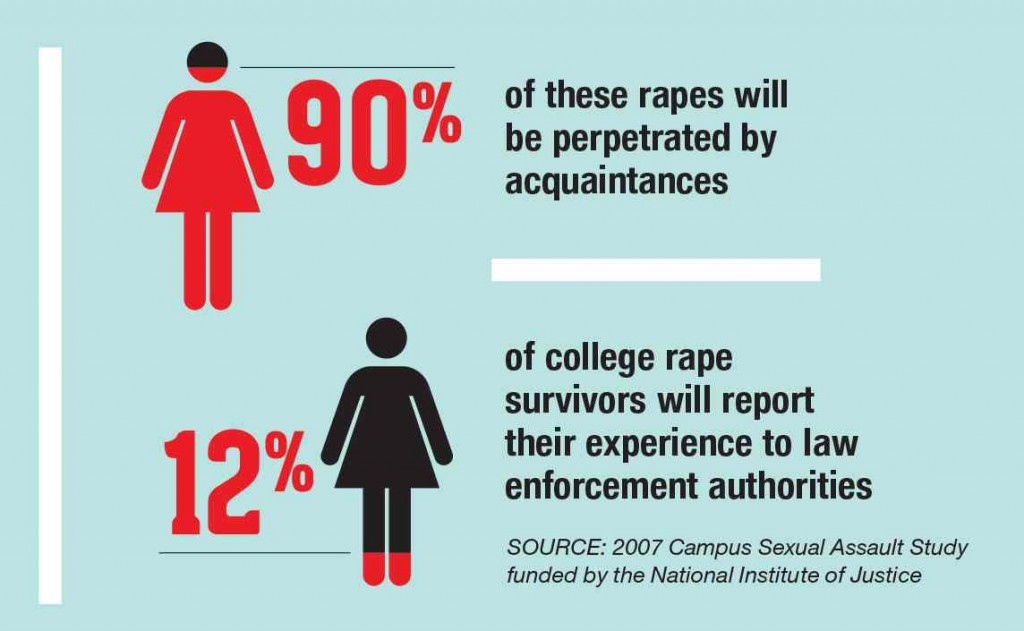 90%
of these rapes will
be perpetrated by
acquaintances
12%
of college rape
survivors will report
their experience to law
enforcement authorities
SOURCE: 2007 Campus Sexual Assault Study
funded by the National Institute of Justice